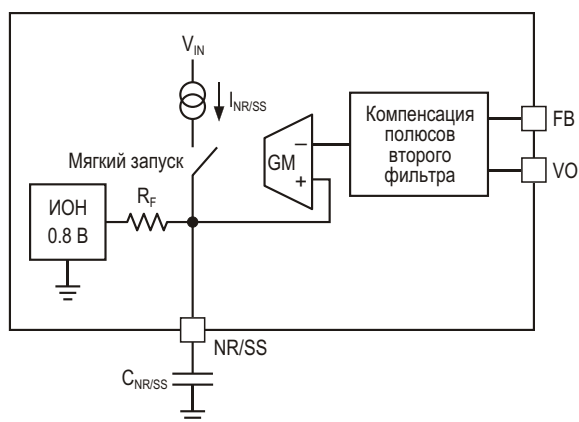 V_IN
I_NR/SS
Мягкий запуск
GM
–
+
Компенсация
полюсов
второго
фильтра
FB
VO
ИОН
0.8 В
R_F
NR/SS
C_NR/SS